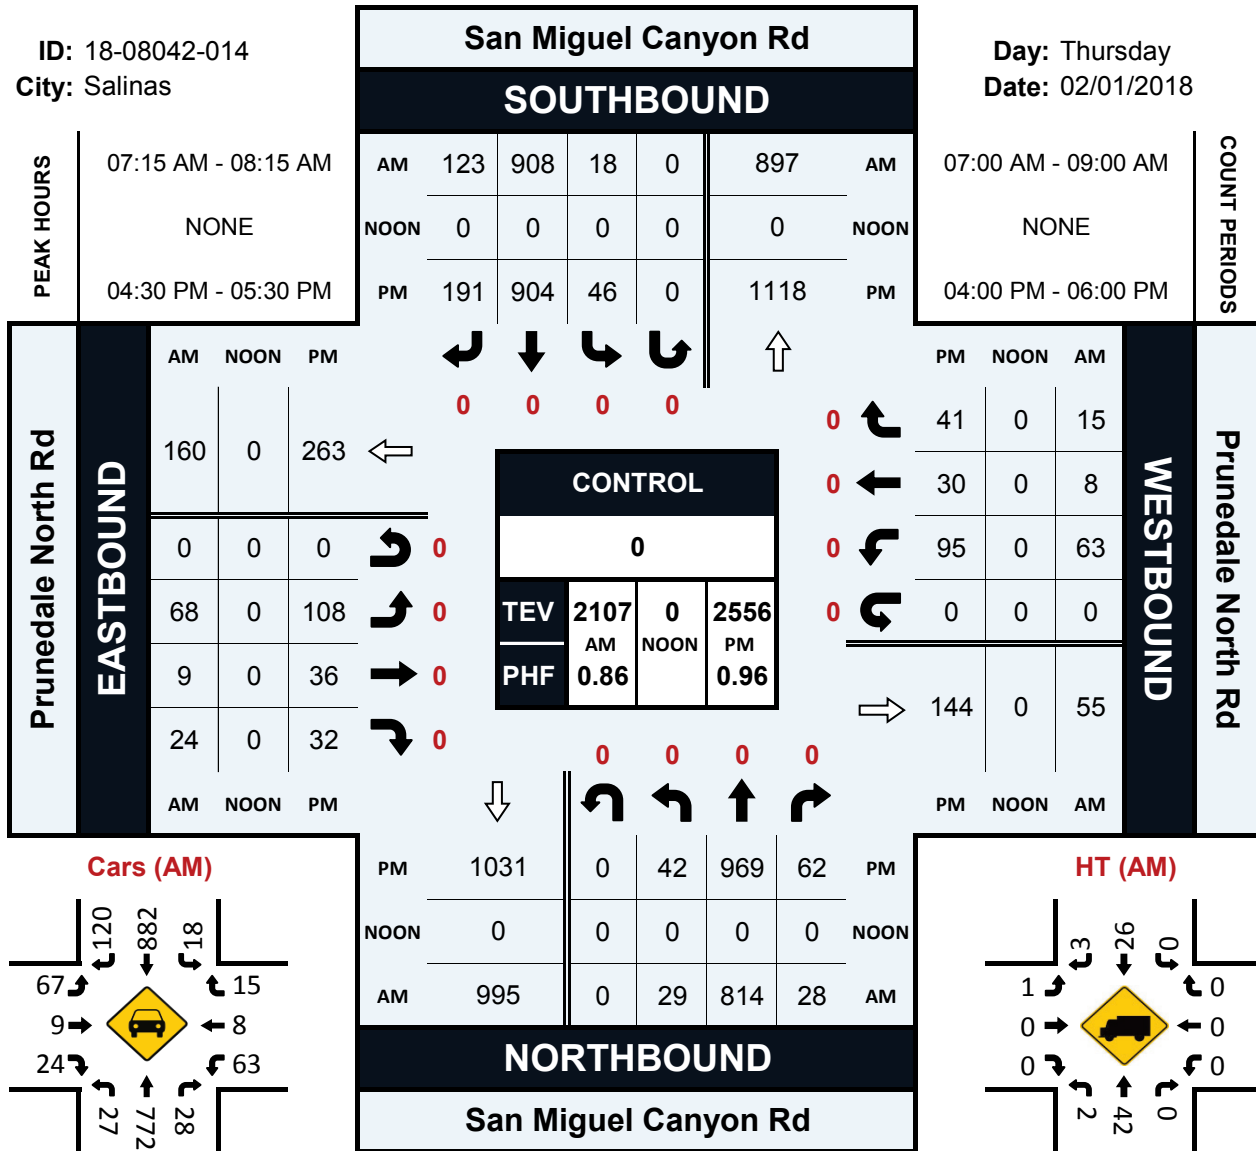 San Miguel Canyon Rd
ID: 18-08042-014
City: Salinas
Day: Thursday
Date: 02/01/2018
SOUTHBOUND
PEAK HOURS
07:15 AM - 08:15 AM
NONE
04:30 PM - 05:30 PM
AM 123 908 18 0 897 AM
NOON 0 0 0 0 0 NOON
PM 191 904 46 0 1118 PM
07:00 AM - 09:00 AM
NONE
04:00 PM - 06:00 PM
COUNT PERIODS
0 0 0 0
Prunedale North Rd
EASTBOUND
AM NOON PM
160 0 263
0 0 0 0
68 0 108 0
9 0 36 0
24 0 32 0
AM NOON PM
CONTROL
0
TEV 2107 0 2556
AM NOON PM
PHF 0.86 0.96
PM NOON AM
0 41 0 15
0 30 0 8
0 95 0 63
0 0 0 0
144 0 55
PM NOON AM
WESTBOUND
Prunedale North Rd
0 0 0 0
PM 1031 0 42 969 62 PM
NOON 0 0 0 0 0 NOON
AM 995 0 29 814 28 AM
NORTHBOUND
San Miguel Canyon Rd
Cars (AM)
120 882 18
67 15
9 8
24 63
27 772 28
HT (AM)
3 26 0
1 0
0 0
0 0
2 42 0